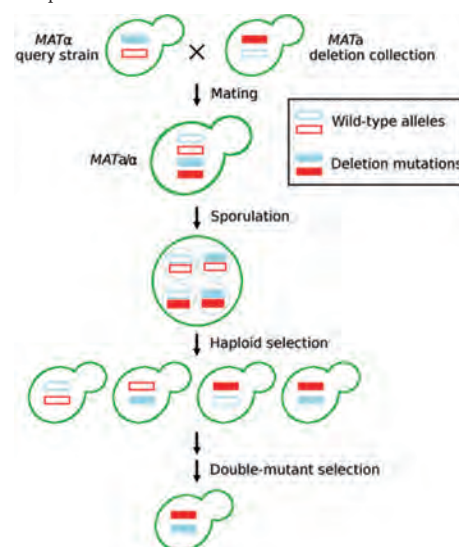 MATα
query strain
MATa
deletion collection
Mating
Wild-type alleles
Deletion mutations
MATa/α
Sporulation
Haploid selection
Double-mutant selection